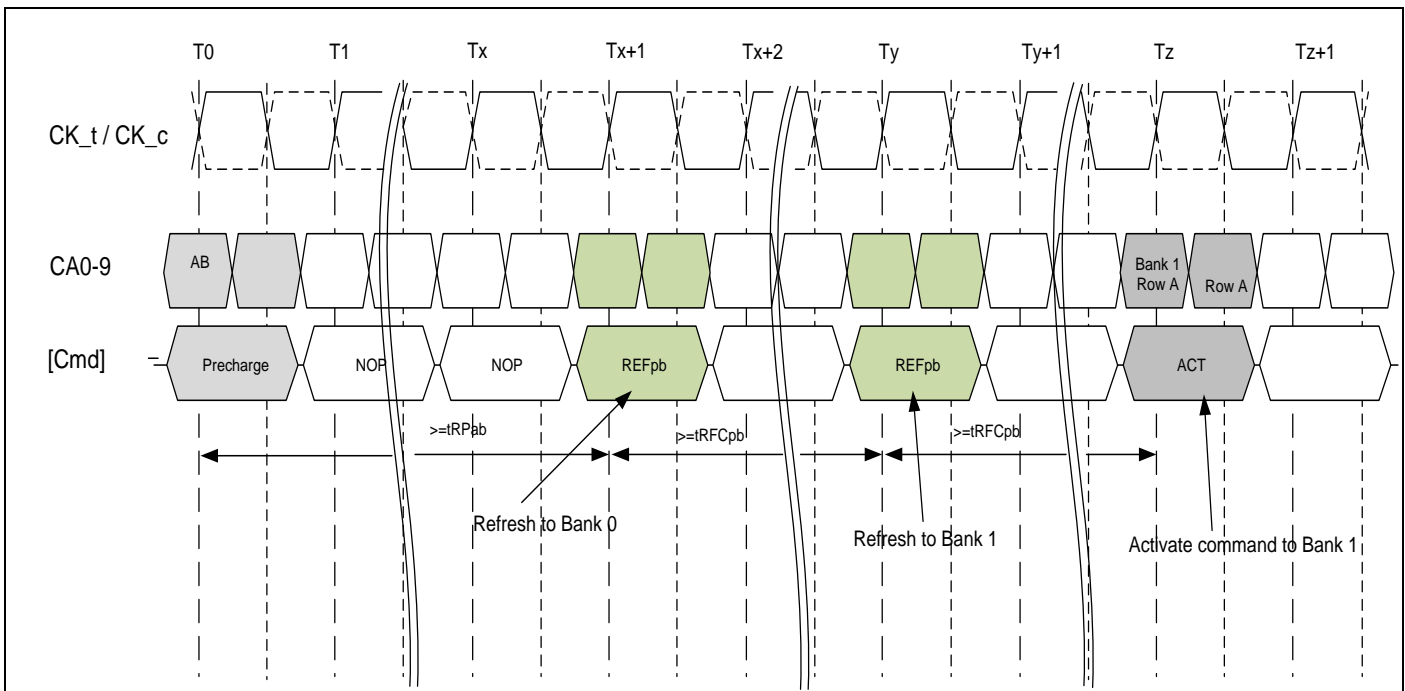 T0 T1 Tx Tx+1 Tx+2 Ty Ty+1 Tz Tz+1
CK_t / CK_c
CA0-9
AB
Bank 1
Row A
Row A
[Cmd]
Precharge NOP NOP REFpb REFpb ACT
>=tRPab >=tRFCpb >=tRFCpb
Refresh to Bank 0
Refresh to Bank 1
Activate command to Bank 1